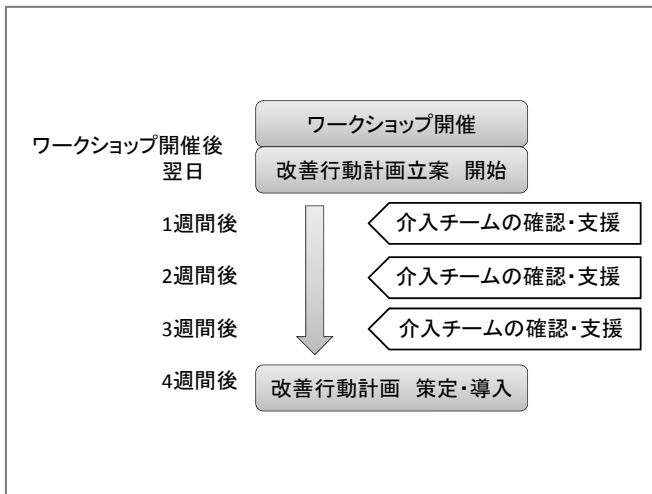 ワークショップ開催
ワークショップ開催後
翌日
改善行動計画立案 開始
1週間後
介入チームの確認・支援
2週間後
介入チームの確認・支援
3週間後
介入チームの確認・支援
4週間後
改善行動計画 策定・導入